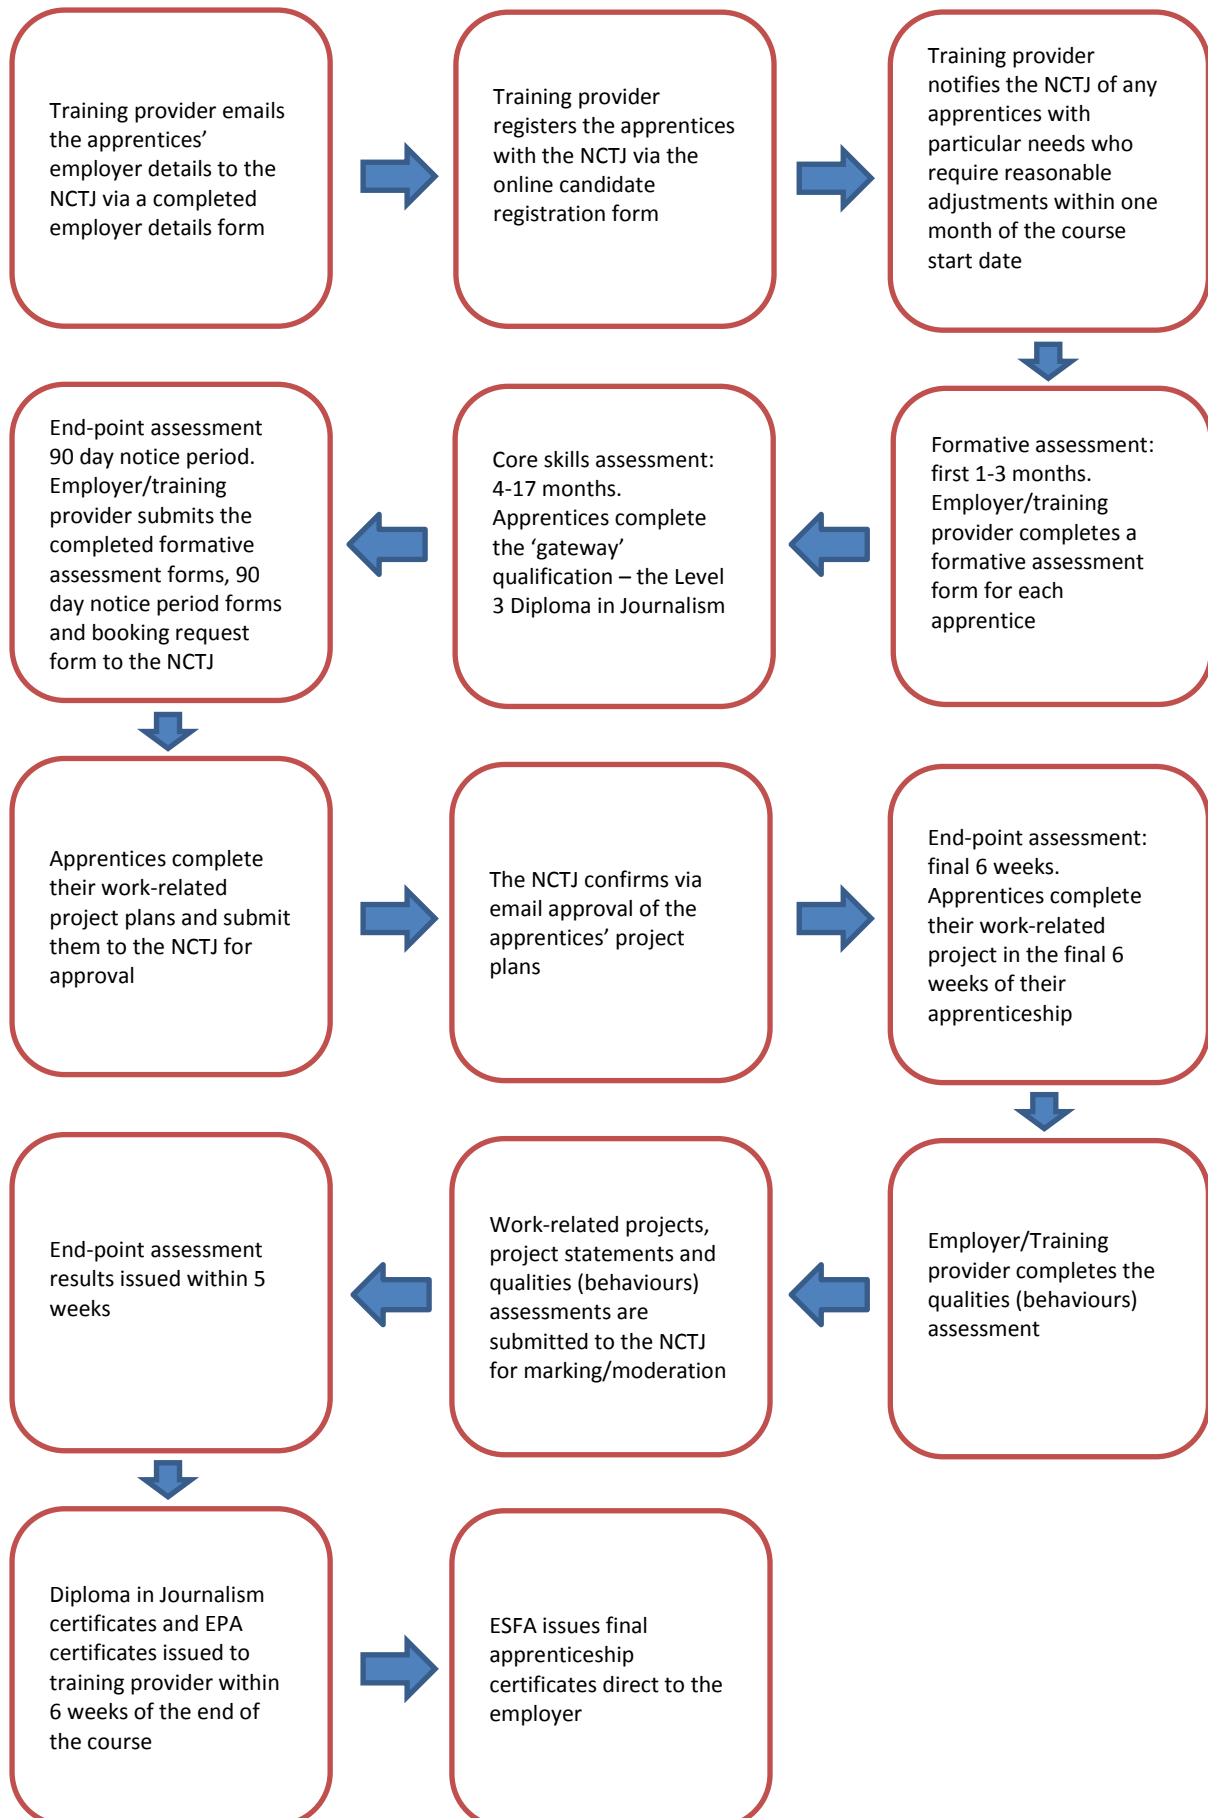 Training provider emails
the apprentices’
employer details to the
NCTJ via a completed
employer details form
Training provider
registers the apprentices
with the NCTJ via the
online candidate
registration form
Training provider
notifies the NCTJ of any
apprentices with
particular needs who
require reasonable
adjustments within one
month of the course
start date
Formative assessment:
first 1-3 months.
Employer/training
provider completes a
formative assessment
form for each
apprentice
Core skills assessment:
4-17 months.
Apprentices complete
the ‘gateway’
qualification – the Level
3 Diploma in Journalism
End-point assessment
90 day notice period.
Employer/training
provider submits the
completed formative
assessment forms, 90
day notice period forms
and booking request
form to the NCTJ
Apprentices complete
their work-related
project plans and submit
them to the NCTJ for
approval
The NCTJ confirms via
email approval of the
apprentices’ project
plans
End-point assessment:
final 6 weeks.
Apprentices complete
their work-related
project in the final 6
weeks of their
apprenticeship
Employer/Training
provider completes the
qualities (behaviours)
assessment
Work-related projects,
project statements and
qualities (behaviours)
assessments are
submitted to the NCTJ
for marking/moderation
End-point assessment
results issued within 5
weeks
Diploma in Journalism
certificates and EPA
certificates issued to
training provider within
6 weeks of the end of
the course
ESFA issues final
apprenticeship
certificates direct to the
employer